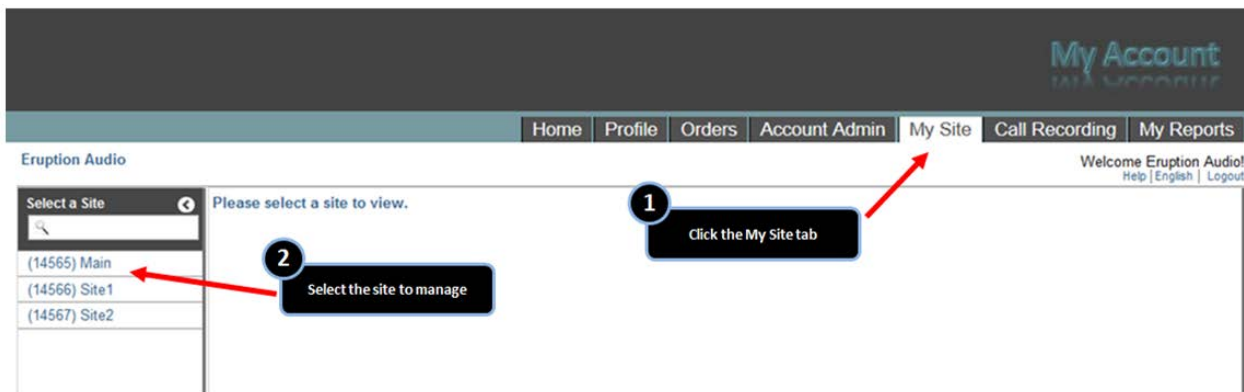 My Account
Home Profile Orders Account Admin My Site Call Recording My Reports
Eruption Audio
Welcome Eruption Audio!
Help | English | Logout
Select a Site
Please select a site to view.
1
Click the My Site tab
(14565) Main
2
Select the site to manage
(14566) Site1
(14567) Site2